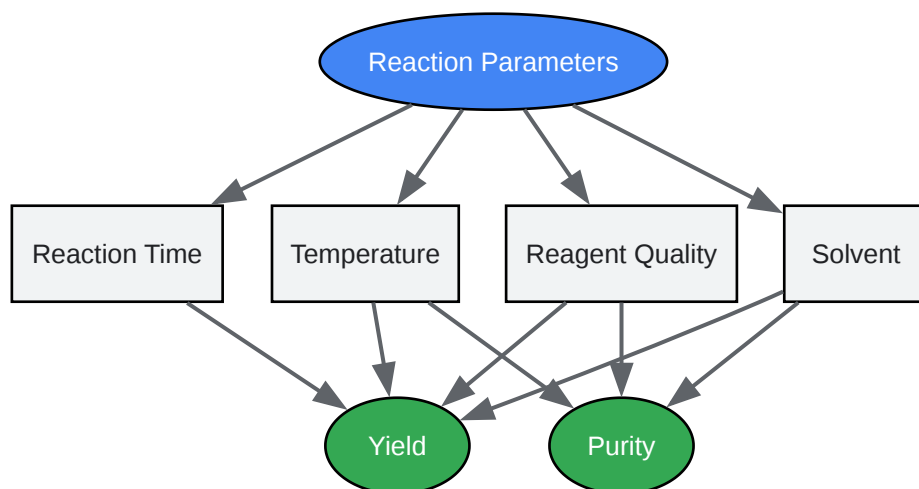 Reaction Parameters
Reaction Time
Temperature
Reagent Quality
Solvent
Yield
Purity